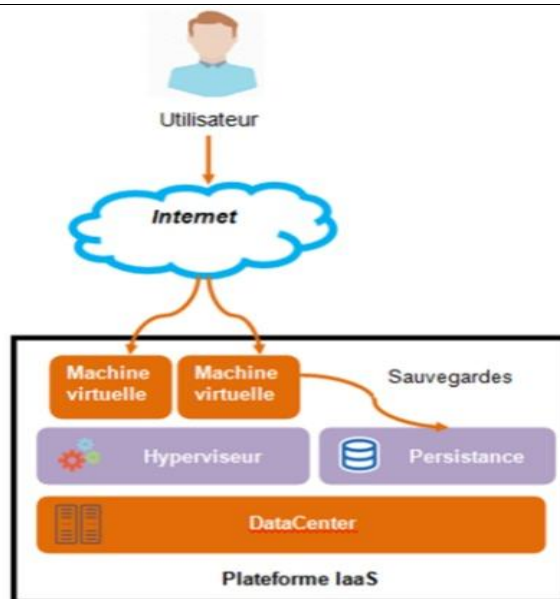 Utilisateur
Internet
Machine
virtuelle
Machine
virtuelle
Sauvegardes
Hyperviseur
Persistance
DataCenter
Plateforme IaaS